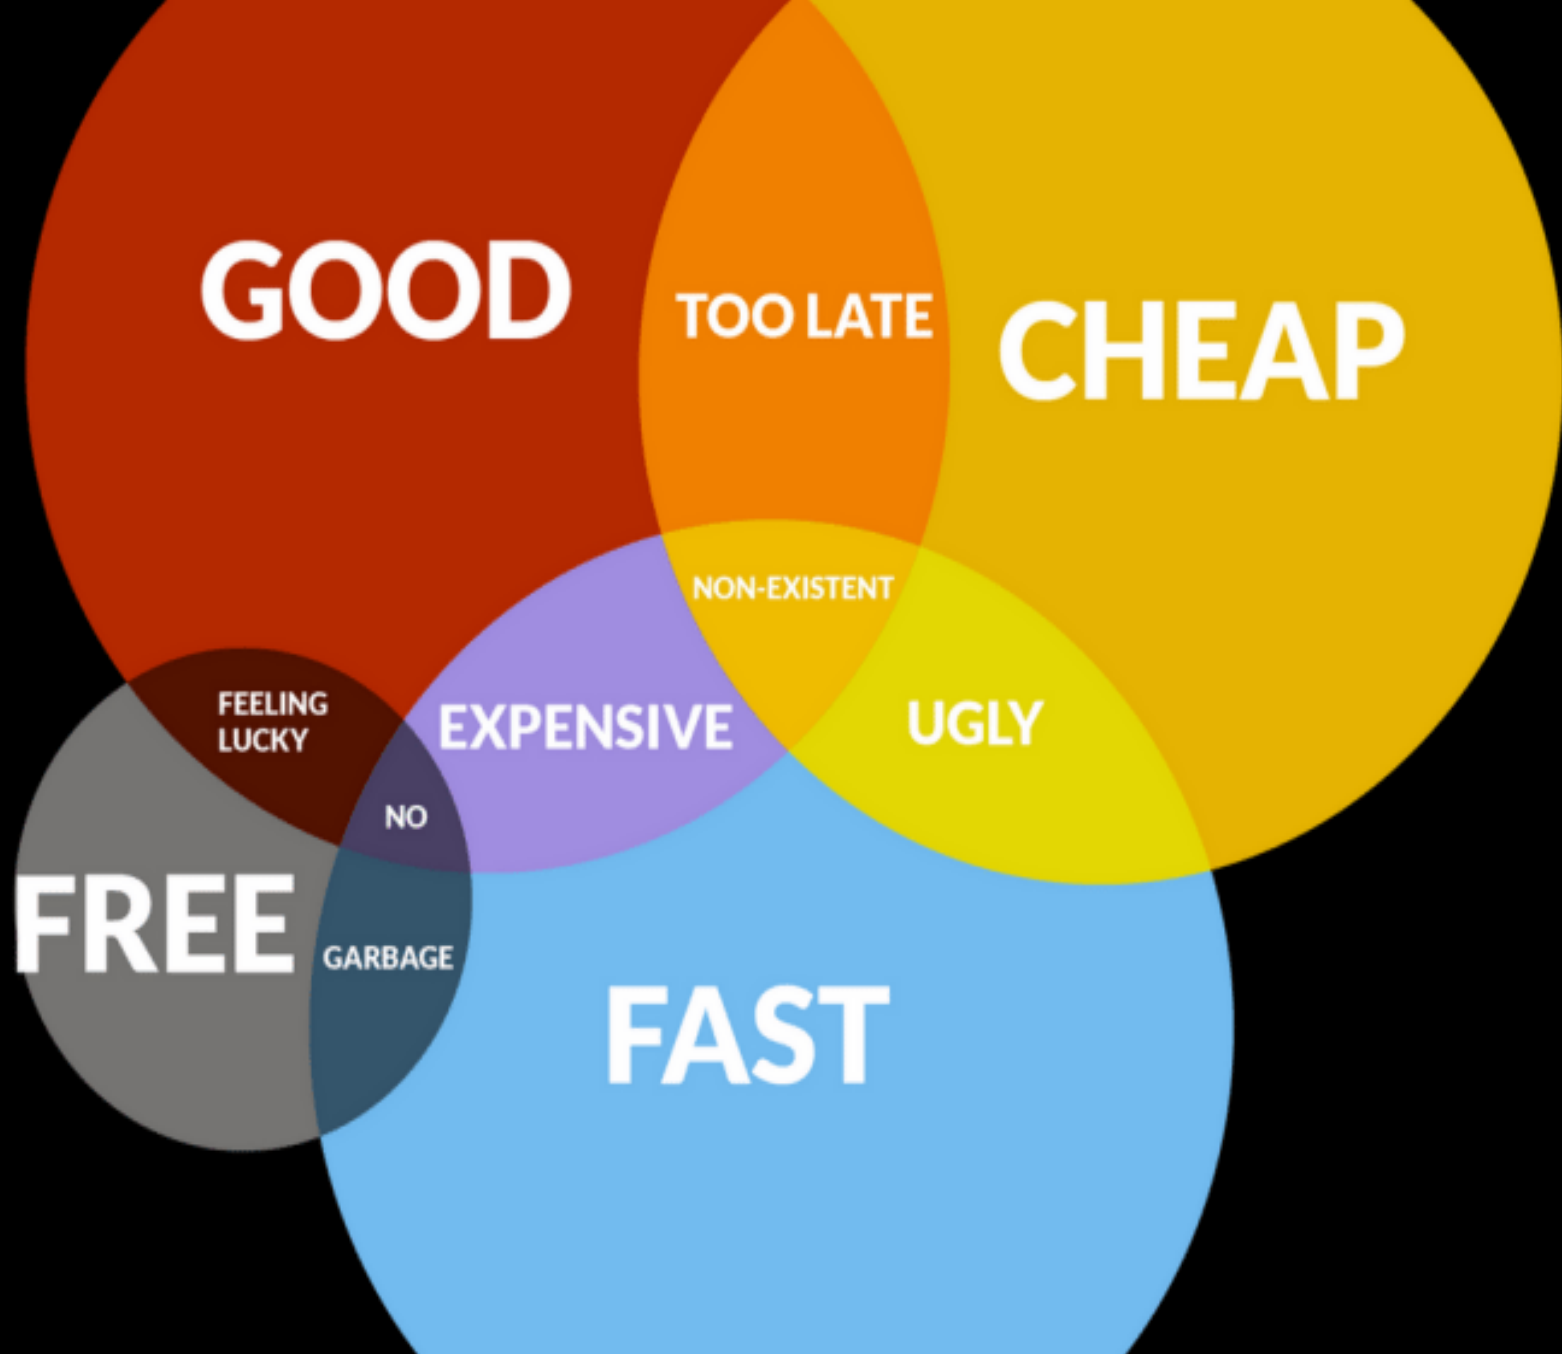 GOOD
TOO LATE
CHEAP
NON-EXISTENT
FEELING
LUCKY
EXPENSIVE
UGLY
NO
FREE
GARBAGE
FAST